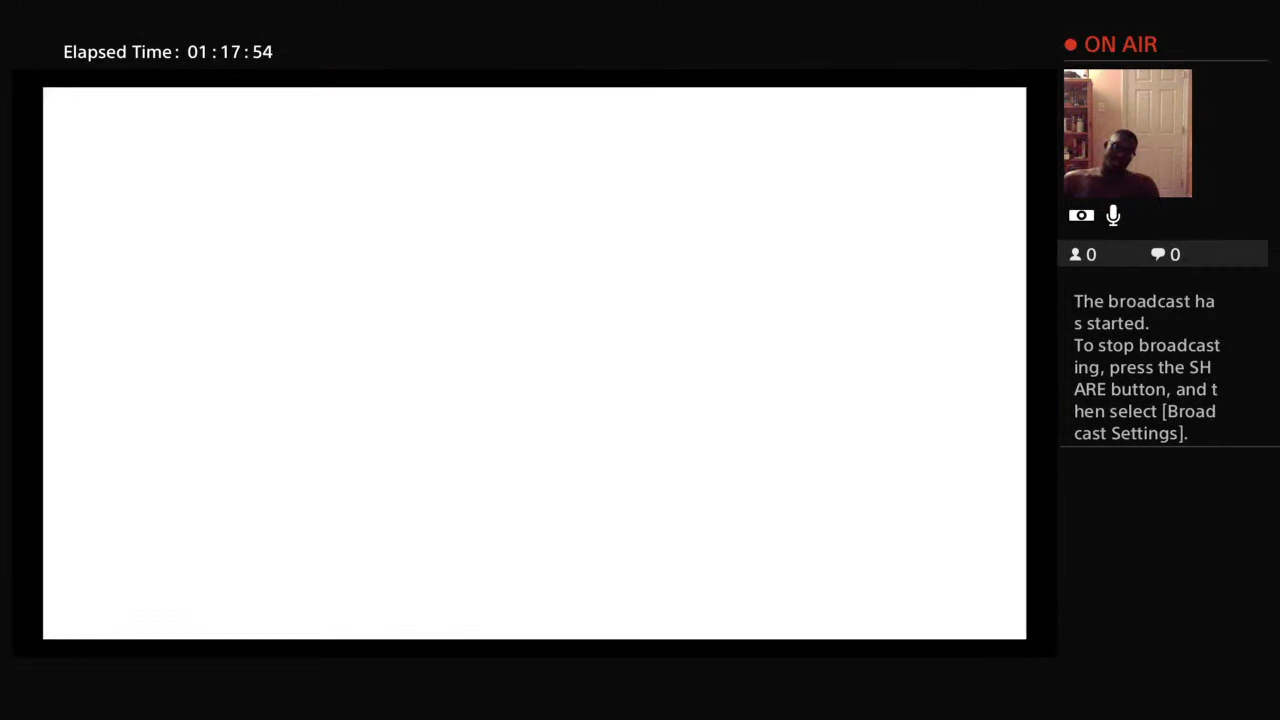 Elapsed Time: 01:17:54
ON AIR
0 0
The broadcast ha
s started.
To stop broadcast
ing, press the SH
ARE button, and t
hen select [Broad
cast Settings].